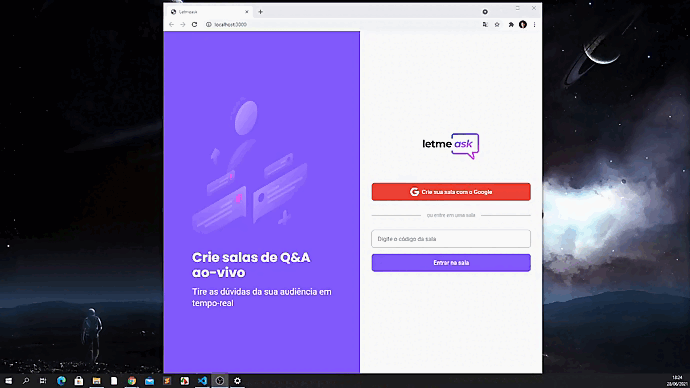 Letmeask
localhost:3000
letme ask
Crie sua sala com o Google
ou entre em uma sala
Digite o código da sala
Entrar na sala
Crie salas de Q&A
ao-vivo
Tire as dúvidas da sua audiência em
tempo-real
18:24
28/06/2021